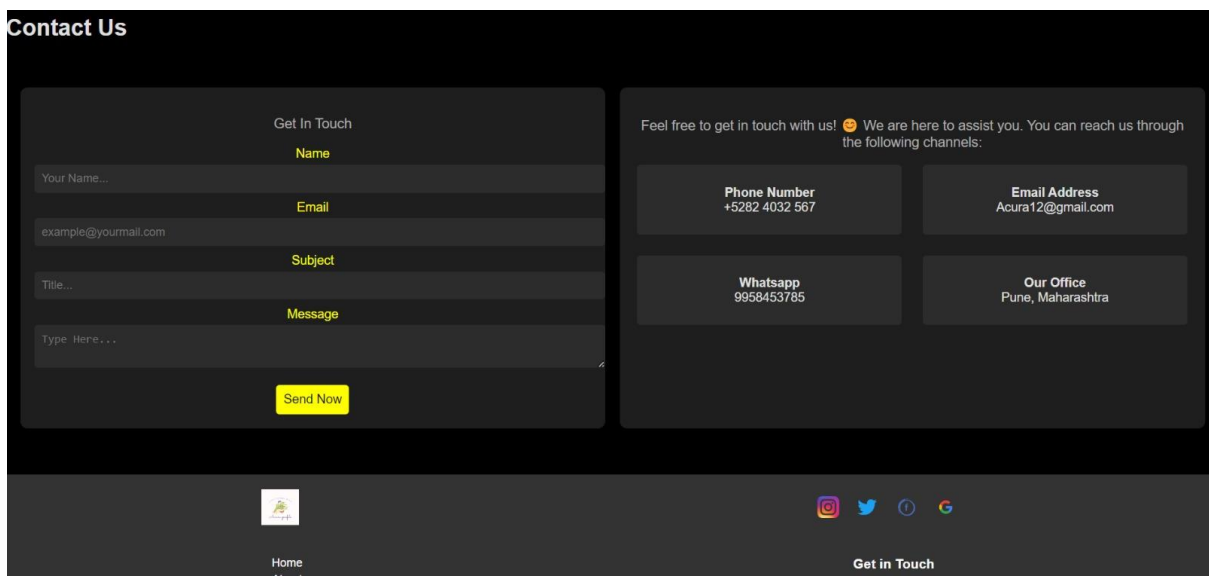 Contact Us
Get In Touch
Name
Your Name...
Email
example@yourmail.com
Subject
Title...
Message
Type Here...
Send Now
Feel free to get in touch with us! 😊 We are here to assist you. You can reach us through
the following channels:
Phone Number
+5282 4032 567
Email Address
Acura12@gmail.com
Whatsapp
9958453785
Our Office
Pune, Maharashtra
Home
Get in Touch